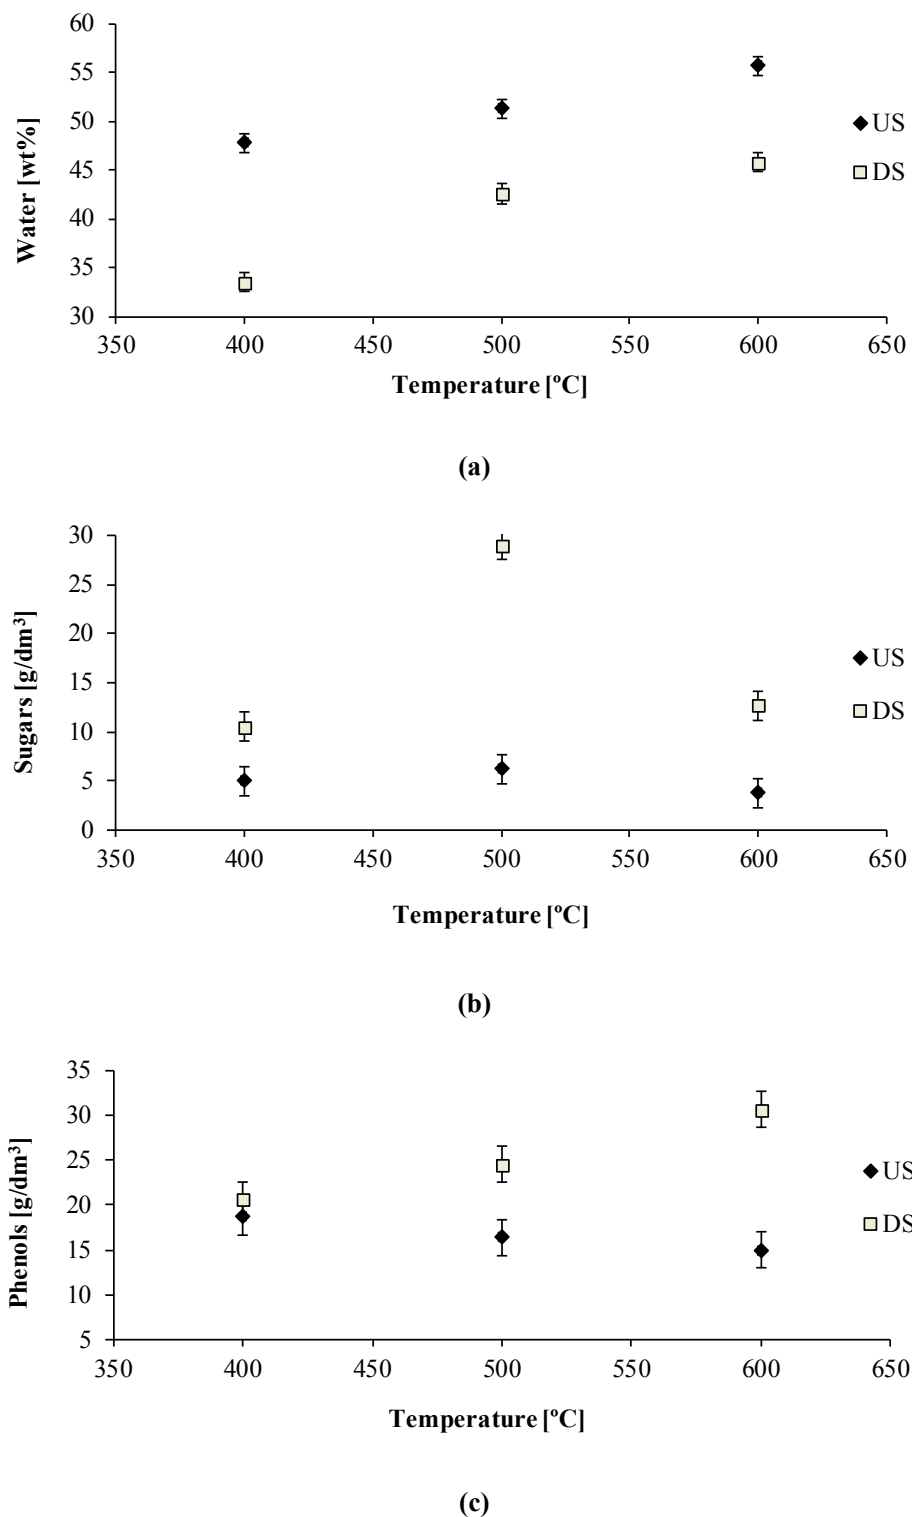 60
55
50
45
40
35
30
Water [wt%]
350 400 450 500 550 600 650
Temperature [ºC]
US
DS
(a)
30
25
20
15
10
5
0
Sugars [g/dm³]
350 400 450 500 550 600 650
Temperature [ºC]
US
DS
(b)
35
30
25
20
15
10
5
Phenols [g/dm³]
350 400 450 500 550 600 650
Temperature [ºC]
US
DS
(c)